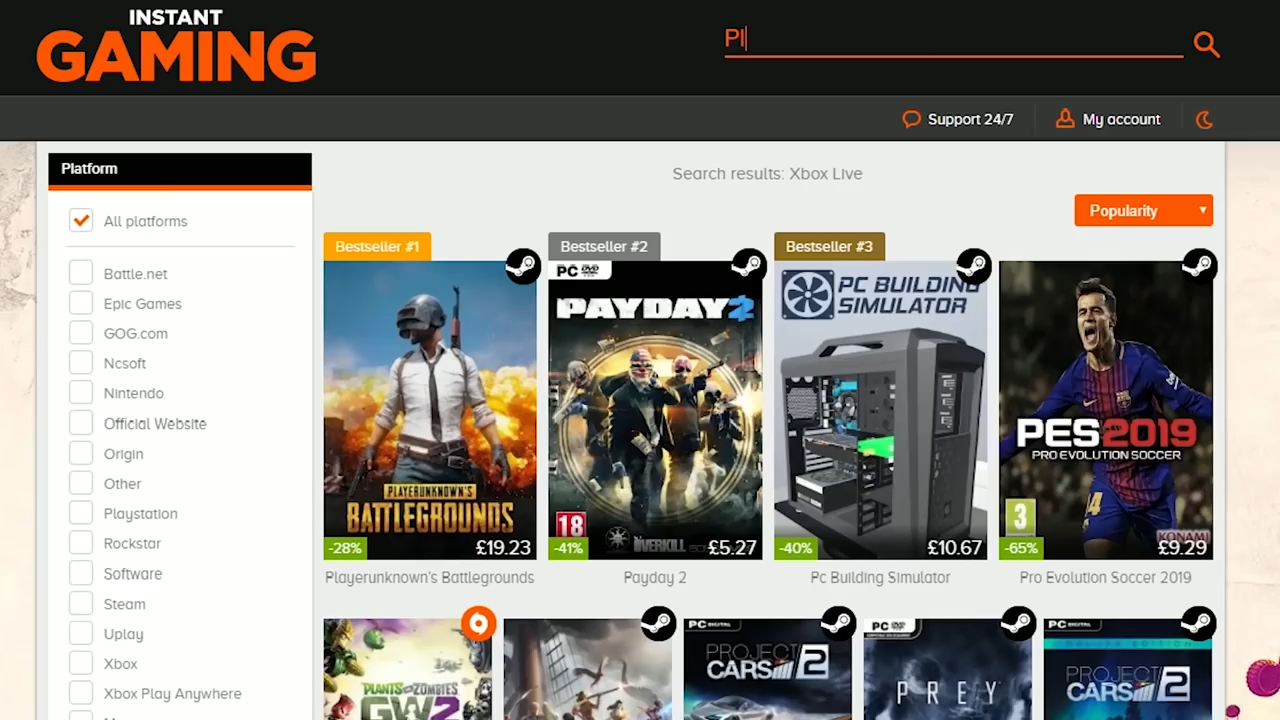 INSTANT
GAMING
Pl
Support 24/7
My account
Platform
All platforms
Battle.net
Epic Games
GOG.com
Ncsoft
Nintendo
Official Website
Origin
Other
Playstation
Rockstar
Software
Steam
Uplay
Xbox
Xbox Play Anywhere
Search results: Xbox Live
Popularity
Bestseller #1
PLAYERUNKNOWN'S
BATTLEGROUNDS
-28%
£19.23
Playerunknown's Battlegrounds
Bestseller #2
PC DVD
PAYDAY 2
18
OVERKILL
-41%
£5.27
Payday 2
Bestseller #3
PC BUILDING
SIMULATOR
-40%
£10.67
Pc Building Simulator
PES2019
PRO EVOLUTION SOCCER
3
KONAMI
-65%
£9.29
Pro Evolution Soccer 2019
PLANTS VS ZOMBIES
GW2
PC DIGITAL
PROJECT
CARS 2
PC DVD
PREY
PC DIGITAL
DELUXE EDITION
PROJECT
CARS 2